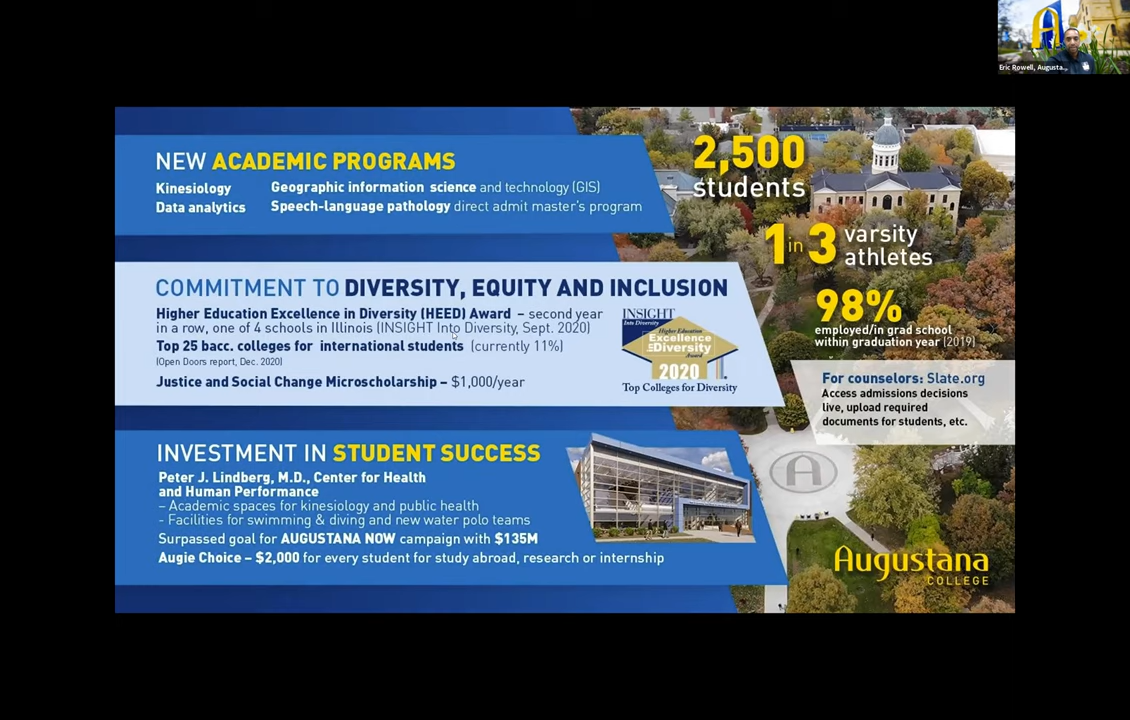 Eric Rowell, Augusta...
NEW ACADEMIC PROGRAMS
Kinesiology
Data analytics
Geographic information science and technology (GIS)
Speech-language pathology direct admit master's program
2,500
students
1 in 3 varsity
athletes
98%
employed/in grad school
within graduation year (2019)
COMMITMENT TO DIVERSITY, EQUITY AND INCLUSION
Higher Education Excellence in Diversity (HEED) Award – second year
in a row, one of 4 schools in Illinois (INSIGHT Into Diversity, Sept. 2020)
Top 25 bacc. colleges for international students (currently 11%)
(Open Doors report, Dec. 2020)
Justice and Social Change Microscholarship – $1,000/year
INSIGHT
Into Diversity
Higher Education
Excellence
in Diversity
Award
2020
Top Colleges for Diversity
For counselors: Slate.org
Access admissions decisions
live, upload required
documents for students, etc.
INVESTMENT IN STUDENT SUCCESS
Peter J. Lindberg, M.D., Center for Health
and Human Performance
– Academic spaces for kinesiology and public health
- Facilities for swimming & diving and new water polo teams
Surpassed goal for AUGUSTANA NOW campaign with $135M
Augie Choice – $2,000 for every student for study abroad, research or internship
A
Augustana
COLLEGE